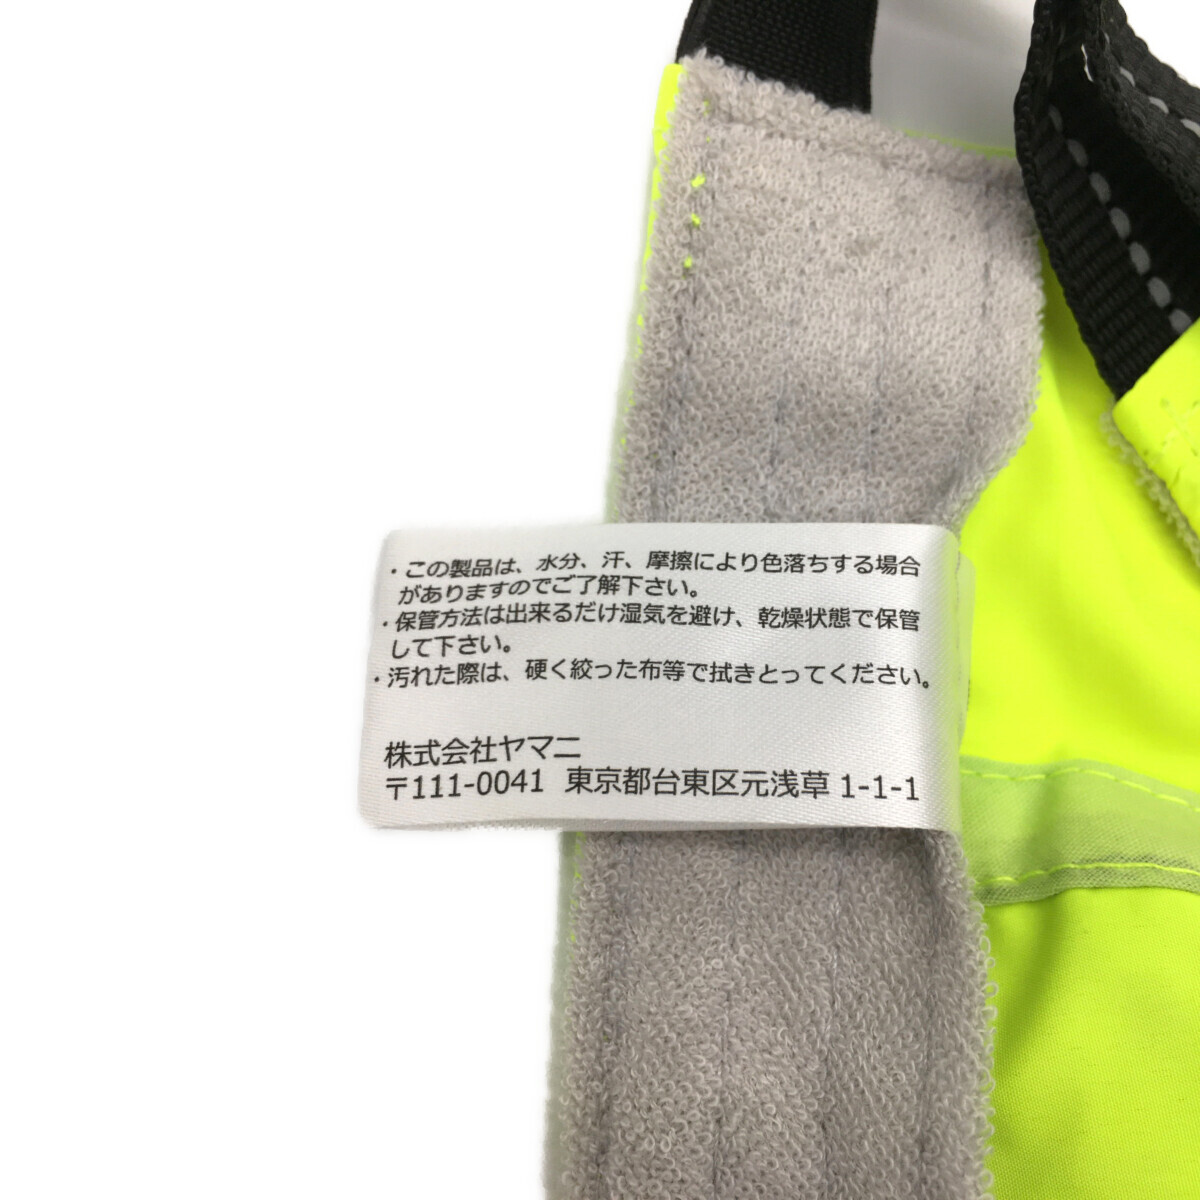 ・この製品は、水分、汗、摩擦により色落ちする場合
がありますのでご了解下さい。
・保管方法は出来るだけ湿気を避け、乾燥状態で保管
して下さい。
・汚れた際は、硬く絞った布等で拭きとってください。
株式会社ヤマニ
〒111-0041 東京都台東区元浅草 1-1-1